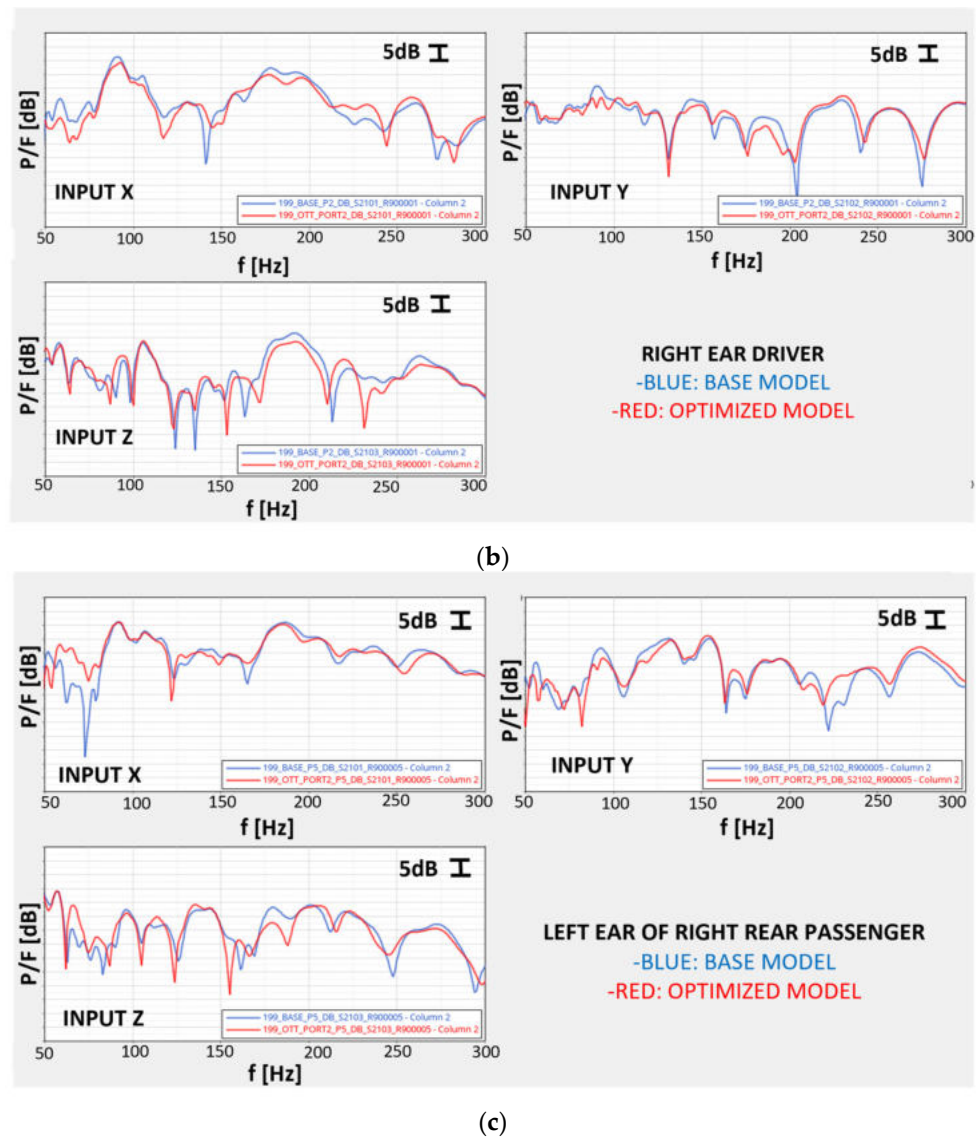 5dB
P/F [dB]
INPUT X
199_BASE_P2_DB_S2101_R900001 - Column 2
199_OTT_PORT2_DB_S2101_R900001 - Column 2
50 100 150 200 250 300
f [Hz]
5dB
P/F [dB]
INPUT Y
199_BASE_P2_DB_S2102_R900001 - Column 2
199_OTT_PORT2_DB_S2102_R900001 - Column 2
50 100 150 200 250 300
f [Hz]
5dB
P/F [dB]
INPUT Z
199_BASE_P2_DB_S2103_R900001 - Column 2
199_OTT_PORT2_DB_S2103_R900001 - Column 2
50 100 150 200 250 300
f [Hz]
RIGHT EAR DRIVER
-BLUE: BASE MODEL
-RED: OPTIMIZED MODEL
(b)
5dB
P/F [dB]
INPUT X
199_BASE_P5_DB_S2101_R900005 - Column 2
199_OTT_PORT2_P5_DB_S2101_R900005 - Column 2
50 100 150 200 250 300
f [Hz]
5dB
P/F [dB]
INPUT Y
199_BASE_P5_DB_S2102_R900005 - Column 2
199_OTT_PORT2_P5_DB_S2102_R900005 - Column 2
50 100 150 200 250 300
f [Hz]
5dB
P/F [dB]
INPUT Z
199_BASE_P5_DB_S2103_R900005 - Column 2
199_OTT_PORT2_P5_DB_S2103_R900005 - Column 2
50 100 150 200 250 300
f [Hz]
LEFT EAR OF RIGHT REAR PASSENGER
-BLUE: BASE MODEL
-RED: OPTIMIZED MODEL
(c)